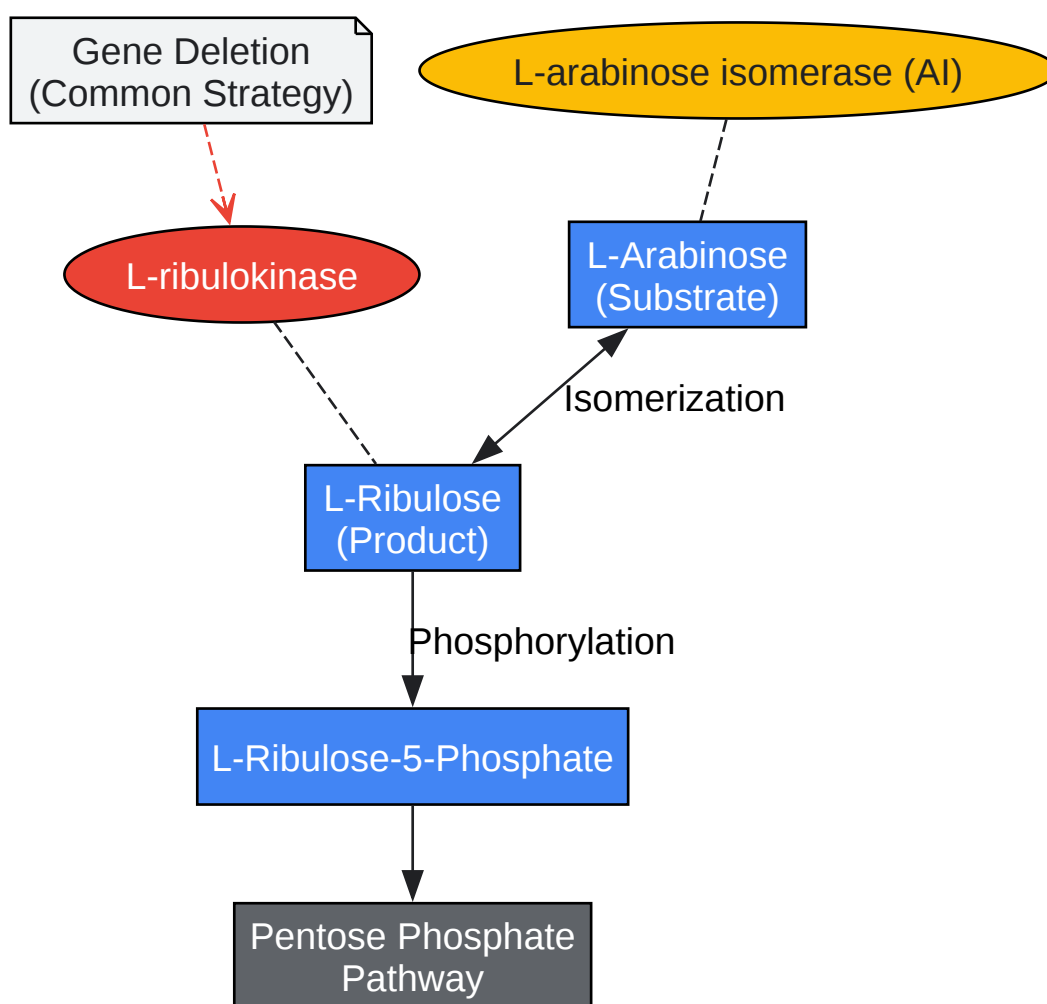 Gene Deletion
(Common Strategy)
L-arabinose isomerase (AI)
L-ribulokinase
L-Arabinose
(Substrate)
Isomerization
L-Ribulose
(Product)
Phosphorylation
L-Ribulose-5-Phosphate
Pentose Phosphate
Pathway